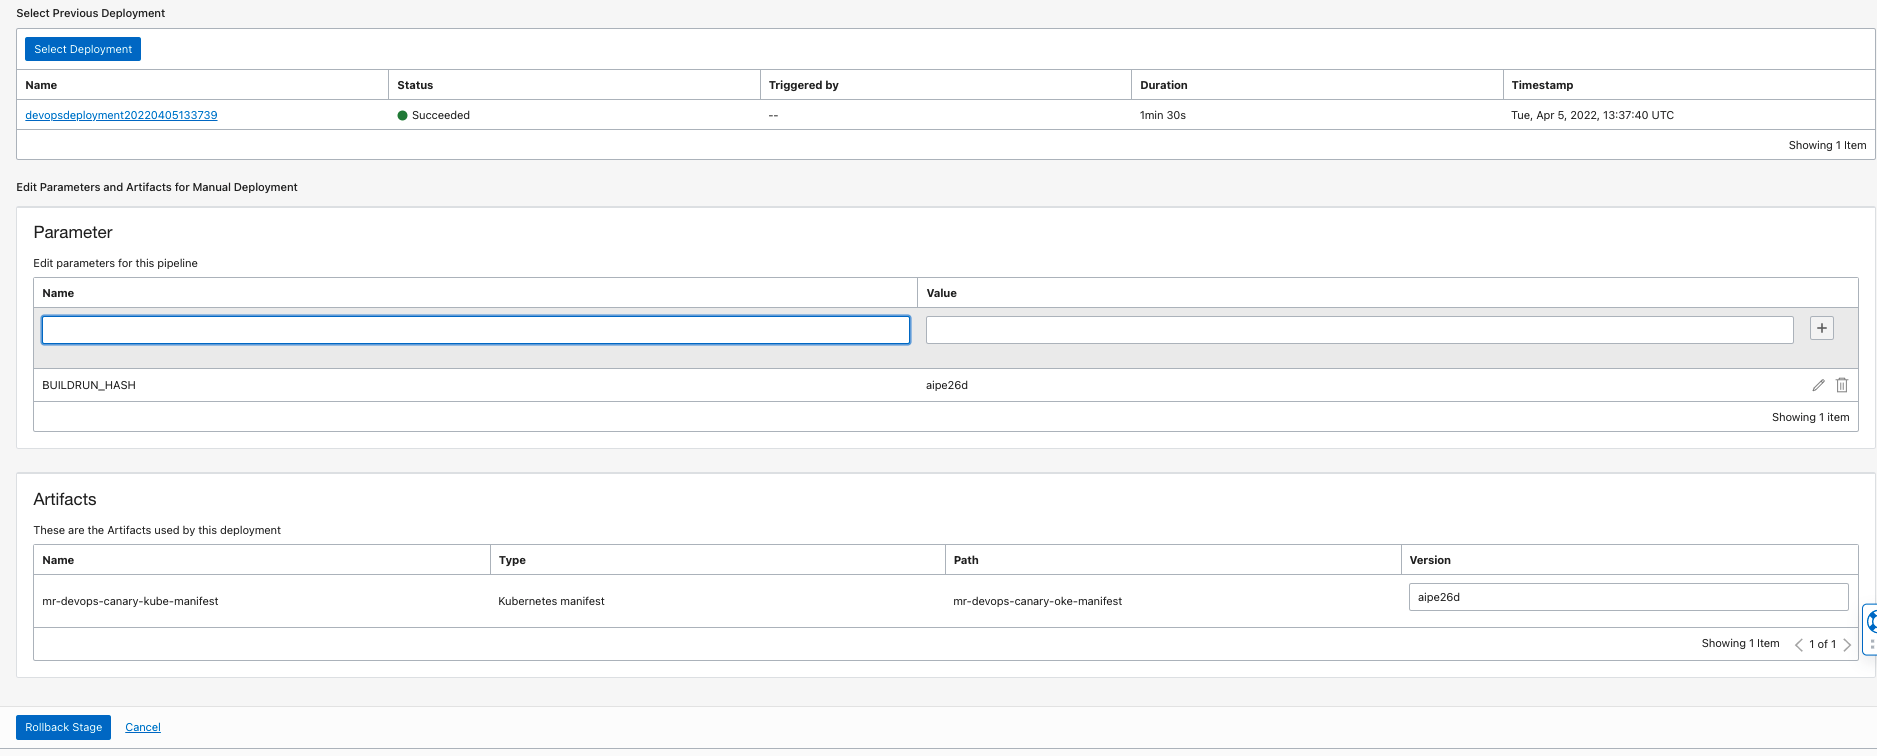 Select Previous Deployment
Select Deployment
Name Status Triggered by Duration Timestamp
devopsdeployment20220405133739 Succeeded -- 1min 30s Tue, Apr 5, 2022, 13:37:40 UTC
Showing 1 Item
Edit Parameters and Artifacts for Manual Deployment
Parameter
Edit parameters for this pipeline
Name Value
+
BUILDRUN_HASH aipe26d
Showing 1 item
Artifacts
These are the Artifacts used by this deployment
Name Type Path Version
mr-devops-canary-kube-manifest Kubernetes manifest mr-devops-canary-oke-manifest aipe26d
Showing 1 Item < 1 of 1 >
Rollback Stage Cancel